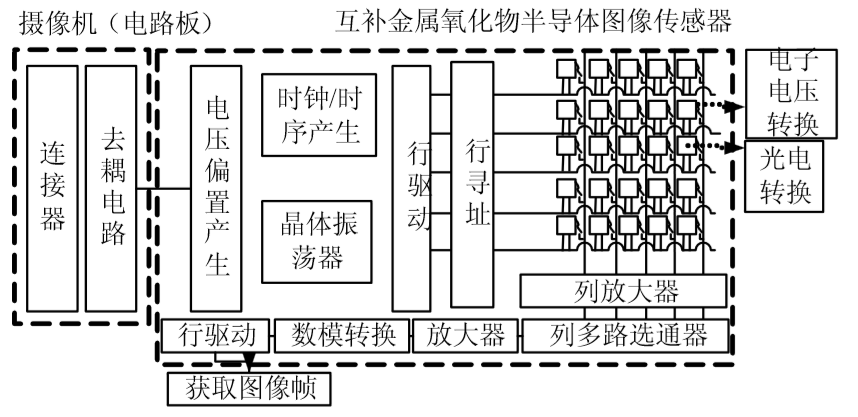 摄像机（电路板）
互补金属氧化物半导体图像传感器
连接器
去耦电路
电压偏置产生
时钟/时
序产生
晶体振
荡器
行驱动
行寻址
电子
电压
转换
光电
转换
列放大器
行驱动
数模转换
放大器
列多路选通器
获取图像帧